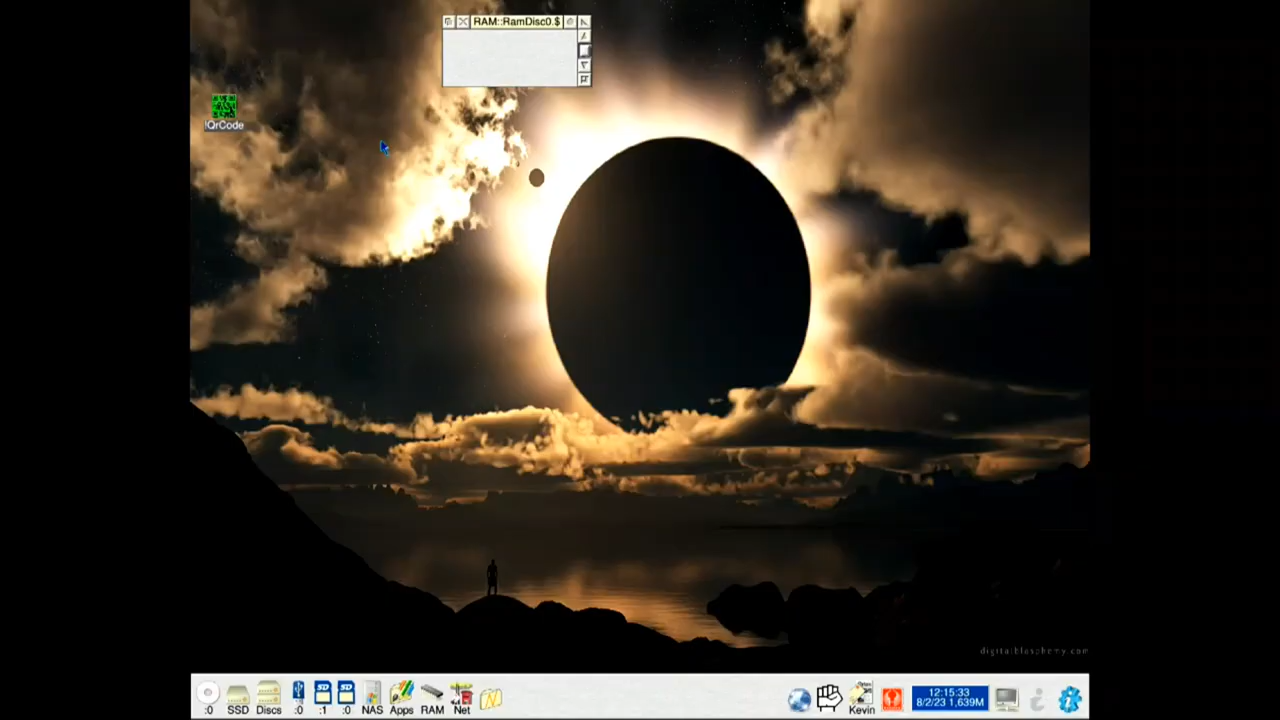 RAM::RamDisc0.$
!QrCode
digitalblasphemy.com
:0
SSD
Discs
:0
:1
:0
NAS
Apps
RAM
Net
Kevin
12:15:33
8/2/23 1,639M